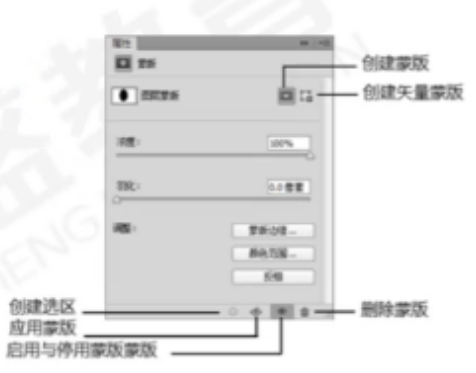 属性
蒙版
创建蒙版
图层蒙版
创建矢量蒙版
浓度：
100%
羽化：
0.0 像素
调整：
蒙版边缘...
颜色范围...
反相
创建选区
应用蒙版
启用与停用蒙版蒙版
删除蒙版